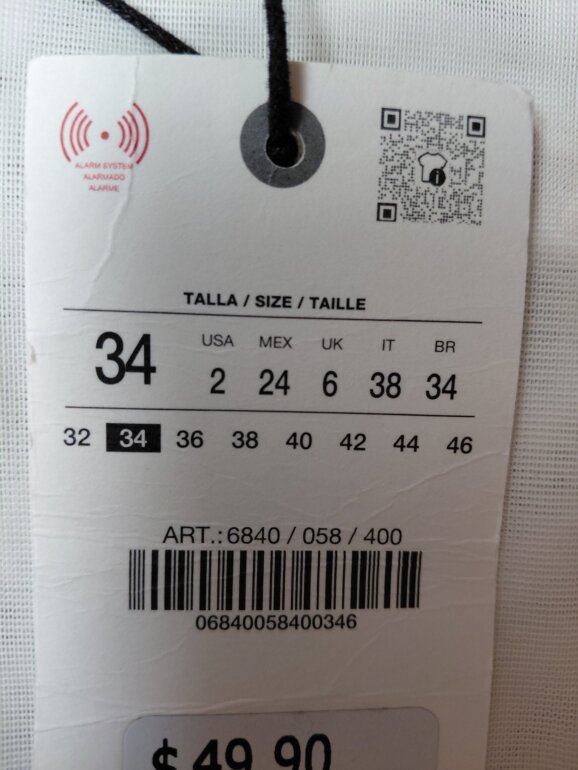 ALARM SYSTEM
ALARMADO
ALARME
i
TALLA / SIZE / TAILLE
34
USA MEX UK IT BR
2 24 6 38 34
32 34 36 38 40 42 44 46
ART.: 6840 / 058 / 400
06840058400346
$ 49.90